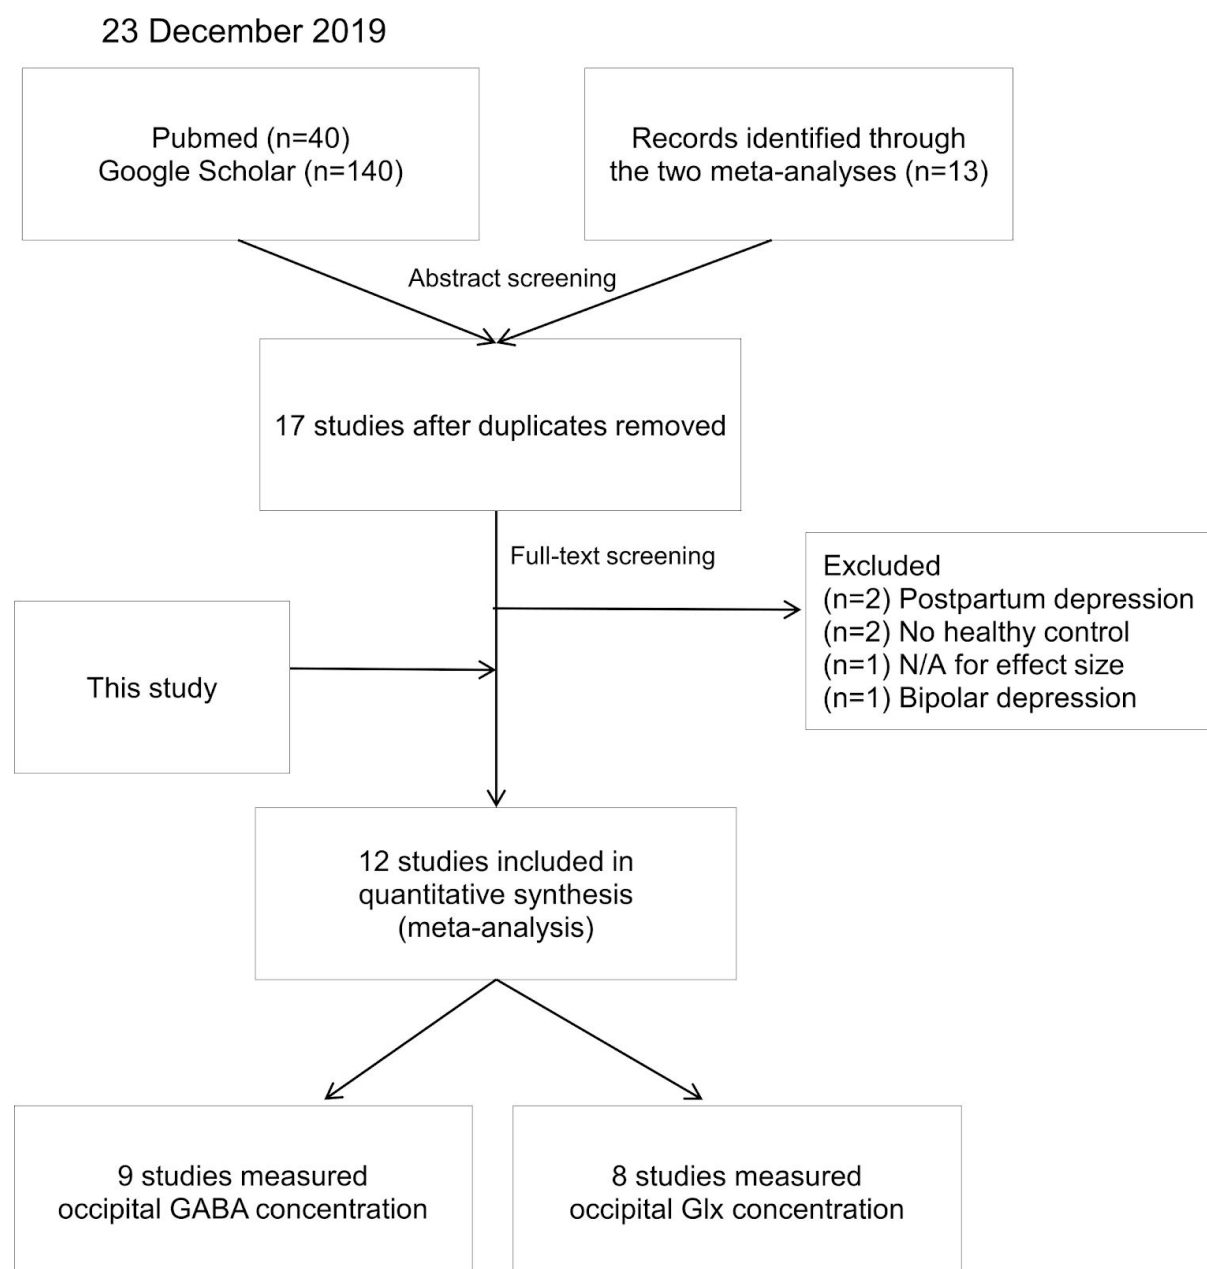 23 December 2019
Pubmed (n=40)
Google Scholar (n=140)
Records identified through
the two meta-analyses (n=13)
Abstract screening
17 studies after duplicates removed
Full-text screening
Excluded
(n=2) Postpartum depression
(n=2) No healthy control
(n=1) N/A for effect size
(n=1) Bipolar depression
This study
12 studies included in
quantitative synthesis
(meta-analysis)
9 studies measured
occipital GABA concentration
8 studies measured
occipital Glx concentration